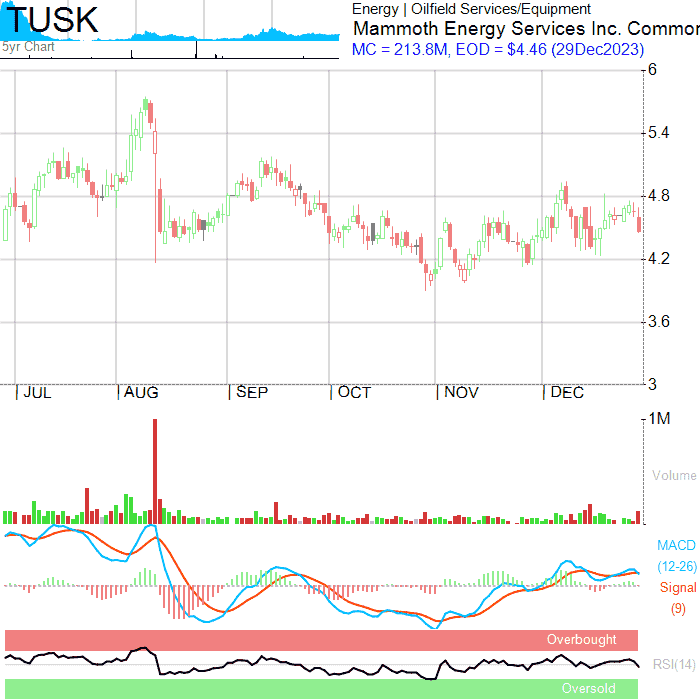 TUSK
5yr Chart
Energy | Oilfield Services/Equipment
Mammoth Energy Services Inc. Common
MC = 213.8M, EOD = $4.46 (29Dec2023)
6
5.4
4.8
4.2
3.6
3
| JUL | AUG | SEP | OCT | NOV | DEC
1M
Volume
MACD
(12-26)
Signal
(9)
Overbought
RSI(14)
Oversold